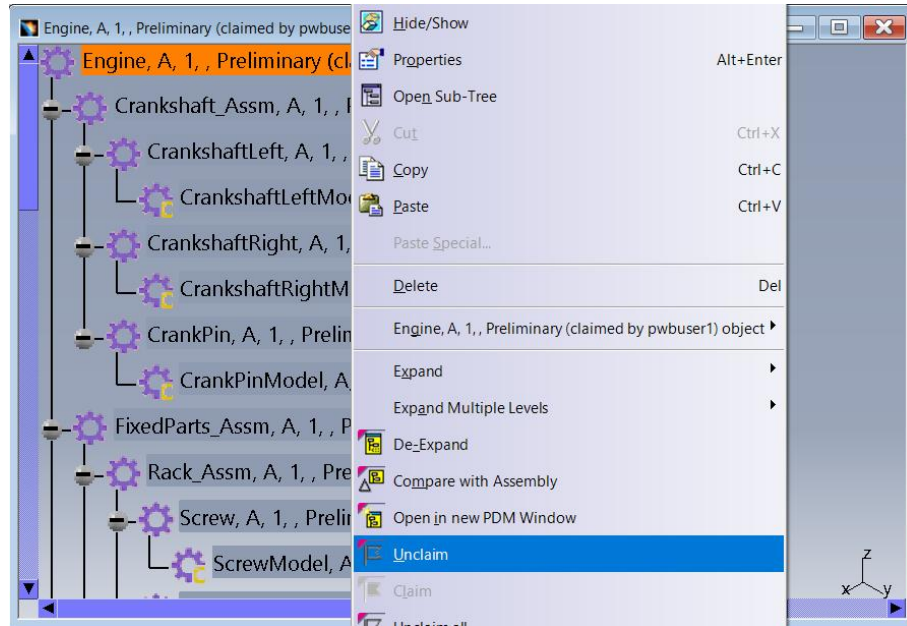 Engine, A, 1, , Preliminary (claimed by pwbuse
Engine, A, 1, , Preliminary (cl
Crankshaft_Assm, A, 1, ,
CrankshaftLeft, A, 1, ,
CrankshaftLeftMo
CrankshaftRight, A, 1,
CrankshaftRightM
CrankPin, A, 1, , Prelin
CrankPinModel, A
FixedParts_Assm, A, 1, , P
Rack_Assm, A, 1, , Pre
Screw, A, 1, , Preli
ScrewModel, A
Hide/Show
Properties Alt+Enter
Open Sub-Tree
Cut Ctrl+X
Copy Ctrl+C
Paste Ctrl+V
Paste Special...
Delete Del
Engine, A, 1, , Preliminary (claimed by pwbuser1) object
Expand
Expand Multiple Levels
De-Expand
Compare with Assembly
Open in new PDM Window
Unclaim
Claim
Unclaim all
z
x y